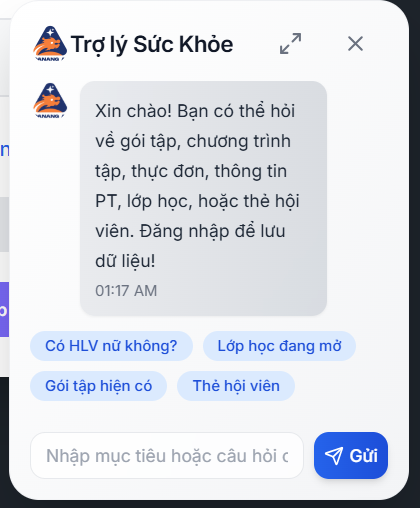 ANANG
Trợ lý Sức Khỏe
ANANG
Xin chào! Bạn có thể hỏi
về gói tập, chương trình
tập, thực đơn, thông tin
PT, lớp học, hoặc thẻ hội
viên. Đăng nhập để lưu
dữ liệu!
01:17 AM
Có HLV nữ không?
Lớp học đang mở
Gói tập hiện có
Thẻ hội viên
Nhập mục tiêu hoặc câu hỏi c
Gửi